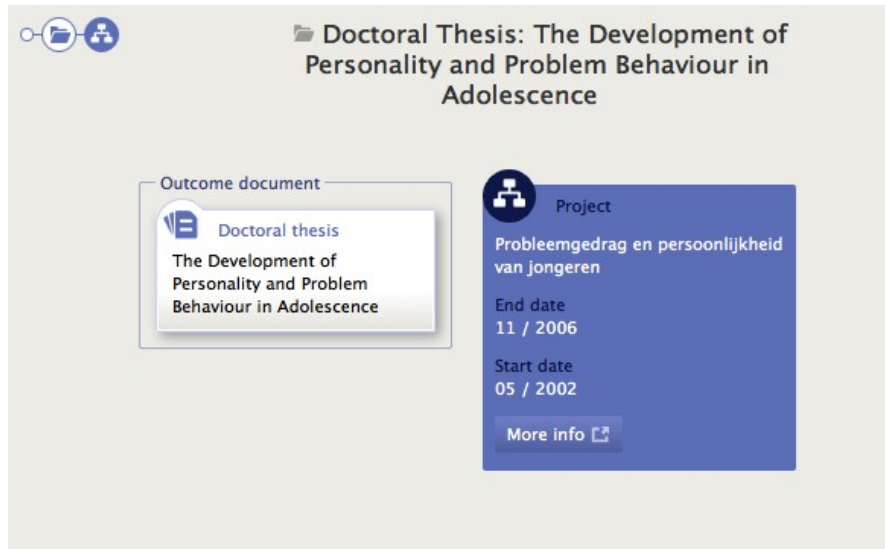 Doctoral Thesis: The Development of
Personality and Problem Behaviour in
Adolescence
Outcome document
Doctoral thesis
The Development of
Personality and Problem
Behaviour in Adolescence
Project
Probleemgedrag en persoonlijkheid
van jongeren
End date
11 / 2006
Start date
05 / 2002
More info